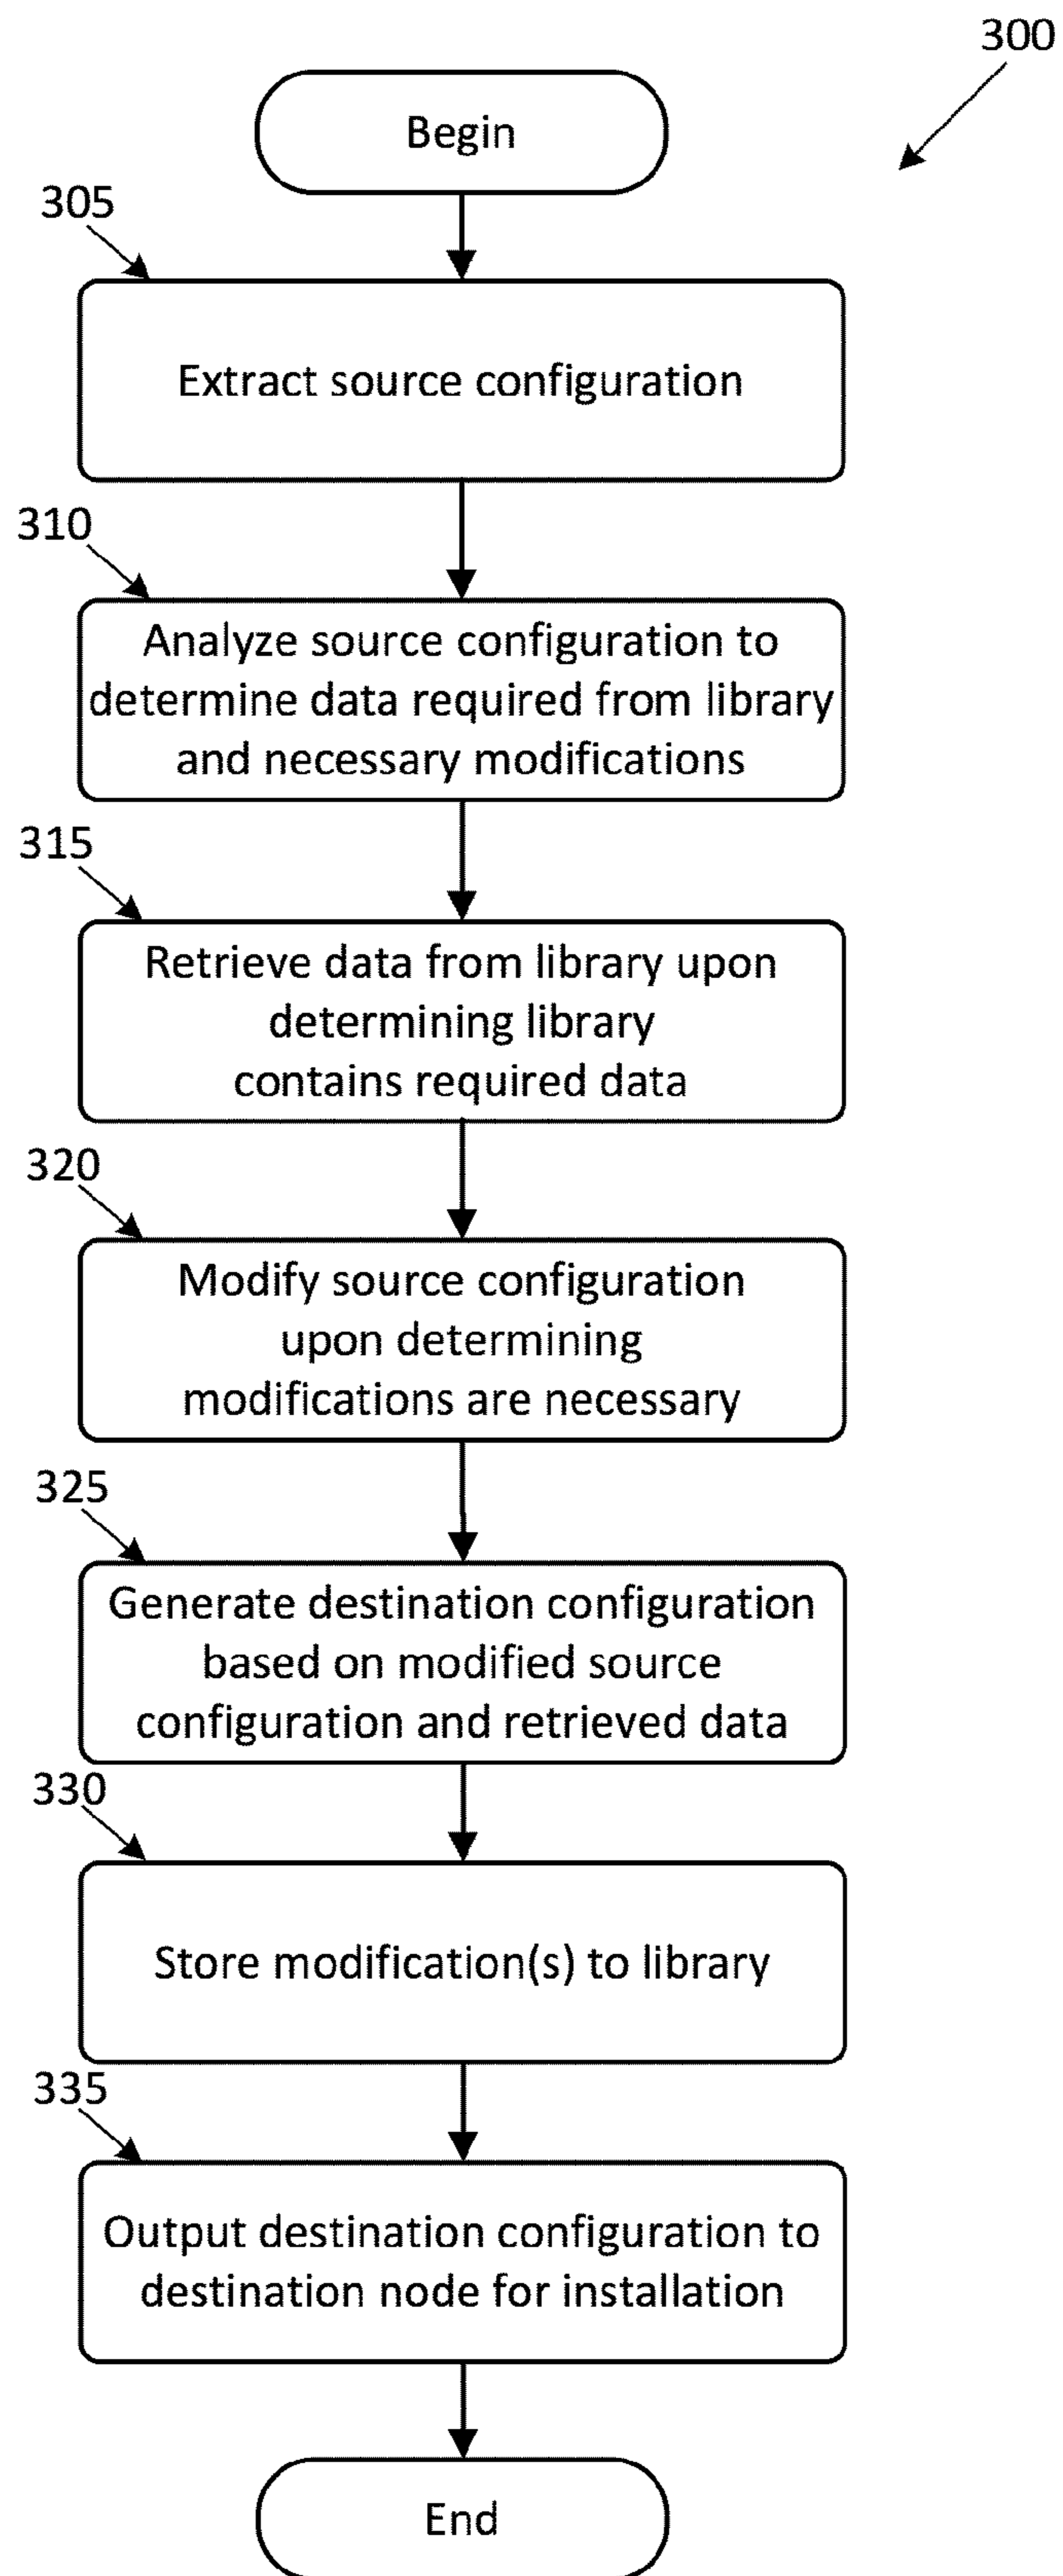 300
Begin
305
Extract source configuration
310
Analyze source configuration to
determine data required from library
and necessary modifications
315
Retrieve data from library upon
determining library
contains required data
320
Modify source configuration
upon determining
modifications are necessary
325
Generate destination configuration
based on modified source
configuration and retrieved data
330
Store modification(s) to library
335
Output destination configuration to
destination node for installation
End